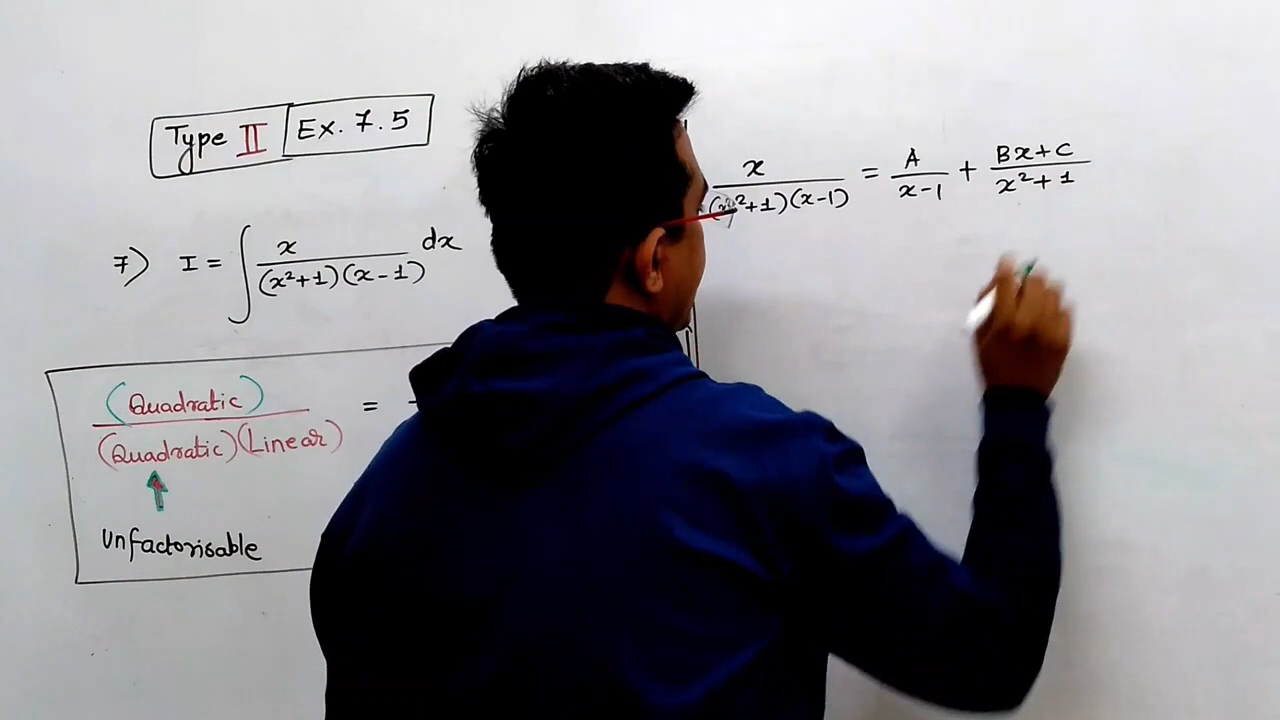 Type II Ex. 7.5
7) I = ∫ x / (x²+1)(x-1) dx
(Quadratic) / (Quadratic)(Linear) =
Unfactorisable
x / (x²+1)(x-1) = A / x-1 + Bx+C / x²+1